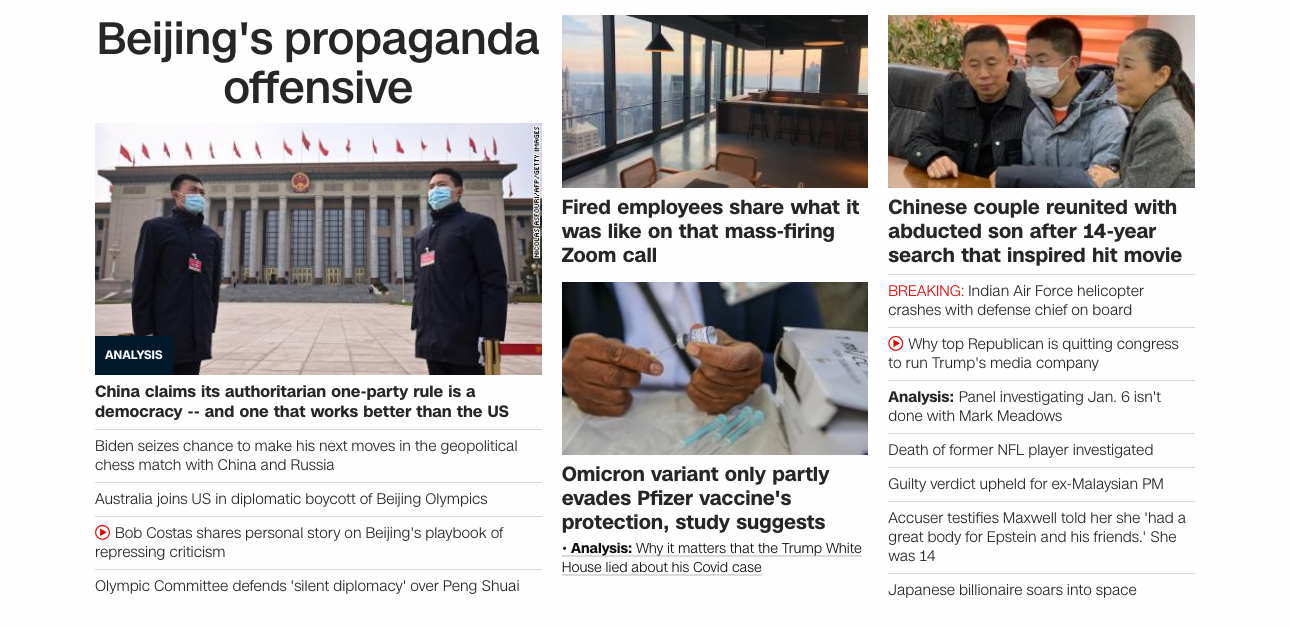 Beijing's propaganda
offensive
NICOLAS ASFOURI/AFP/GETTY IMAGES
ANALYSIS
China claims its authoritarian one-party rule is a
democracy -- and one that works better than the US
Biden seizes chance to make his next moves in the geopolitical
chess match with China and Russia
Australia joins US in diplomatic boycott of Beijing Olympics
Bob Costas shares personal story on Beijing's playbook of
repressing criticism
Olympic Committee defends 'silent diplomacy' over Peng Shuai
Fired employees share what it
was like on that mass-firing
Zoom call
Omicron variant only partly
evades Pfizer vaccine's
protection, study suggests
• Analysis: Why it matters that the Trump White
House lied about his Covid case
Chinese couple reunited with
abducted son after 14-year
search that inspired hit movie
BREAKING: Indian Air Force helicopter
crashes with defense chief on board
Why top Republican is quitting congress
to run Trump's media company
Analysis: Panel investigating Jan. 6 isn't
done with Mark Meadows
Death of former NFL player investigated
Guilty verdict upheld for ex-Malaysian PM
Accuser testifies Maxwell told her she 'had a
great body for Epstein and his friends.' She
was 14
Japanese billionaire soars into space